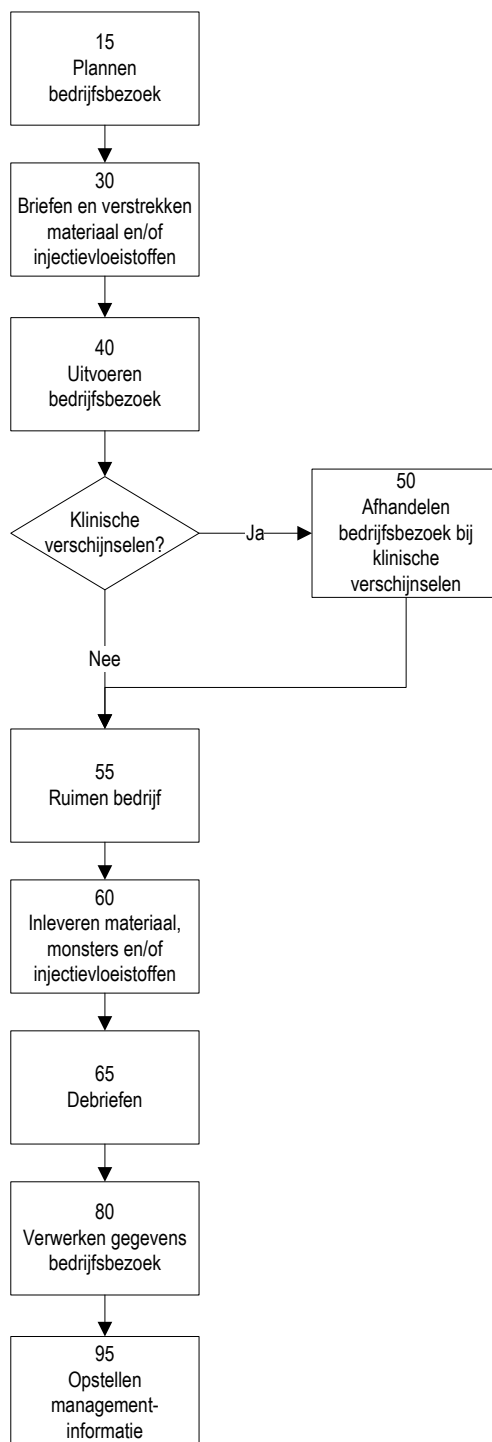 15
Plannen
bedrijfsbezoek
30
Briefen en verstrekken
materiaal en/of
injectievloeistoffen
40
Uitvoeren
bedrijfsbezoek
Klinische
verschijnselen?
Ja
50
Afhandelen
bedrijfsbezoek bij
klinische
verschijnselen
Nee
55
Ruimen bedrijf
60
Inleveren materiaal,
monsters en/of
injectievloeistoffen
65
Debriefen
80
Verwerken gegevens
bedrijfsbezoek
95
Opstellen
management-
informatie